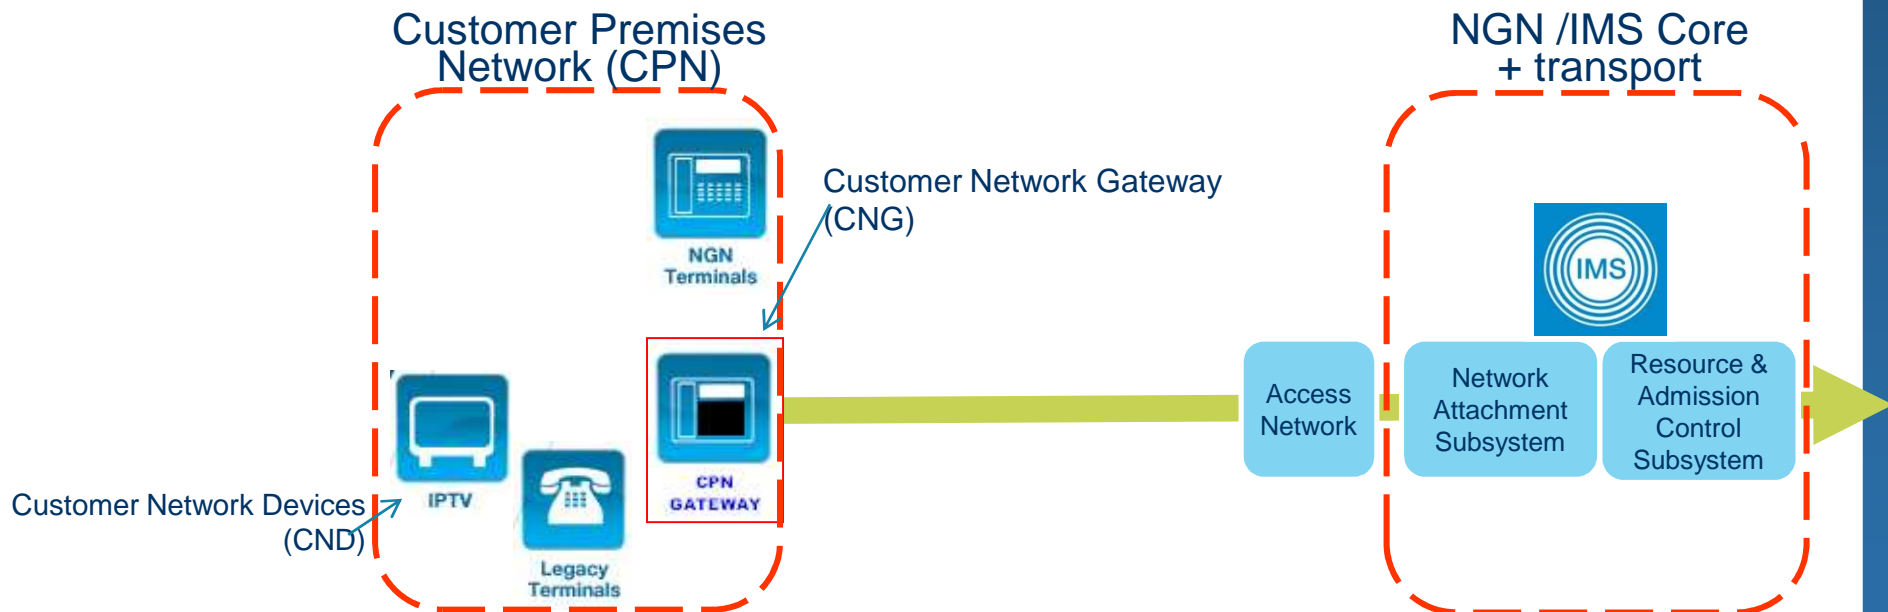 Customer Premises
Network (CPN)
NGN /IMS Core
+ transport
NGN
Terminals
Customer Network Gateway
(CNG)
IMS
CPN
GATEWAY
IPTV
Legacy
Terminals
Customer Network Devices
(CND)
Access
Network
Network
Attachment
Subsystem
Resource &
Admission
Control
Subsystem